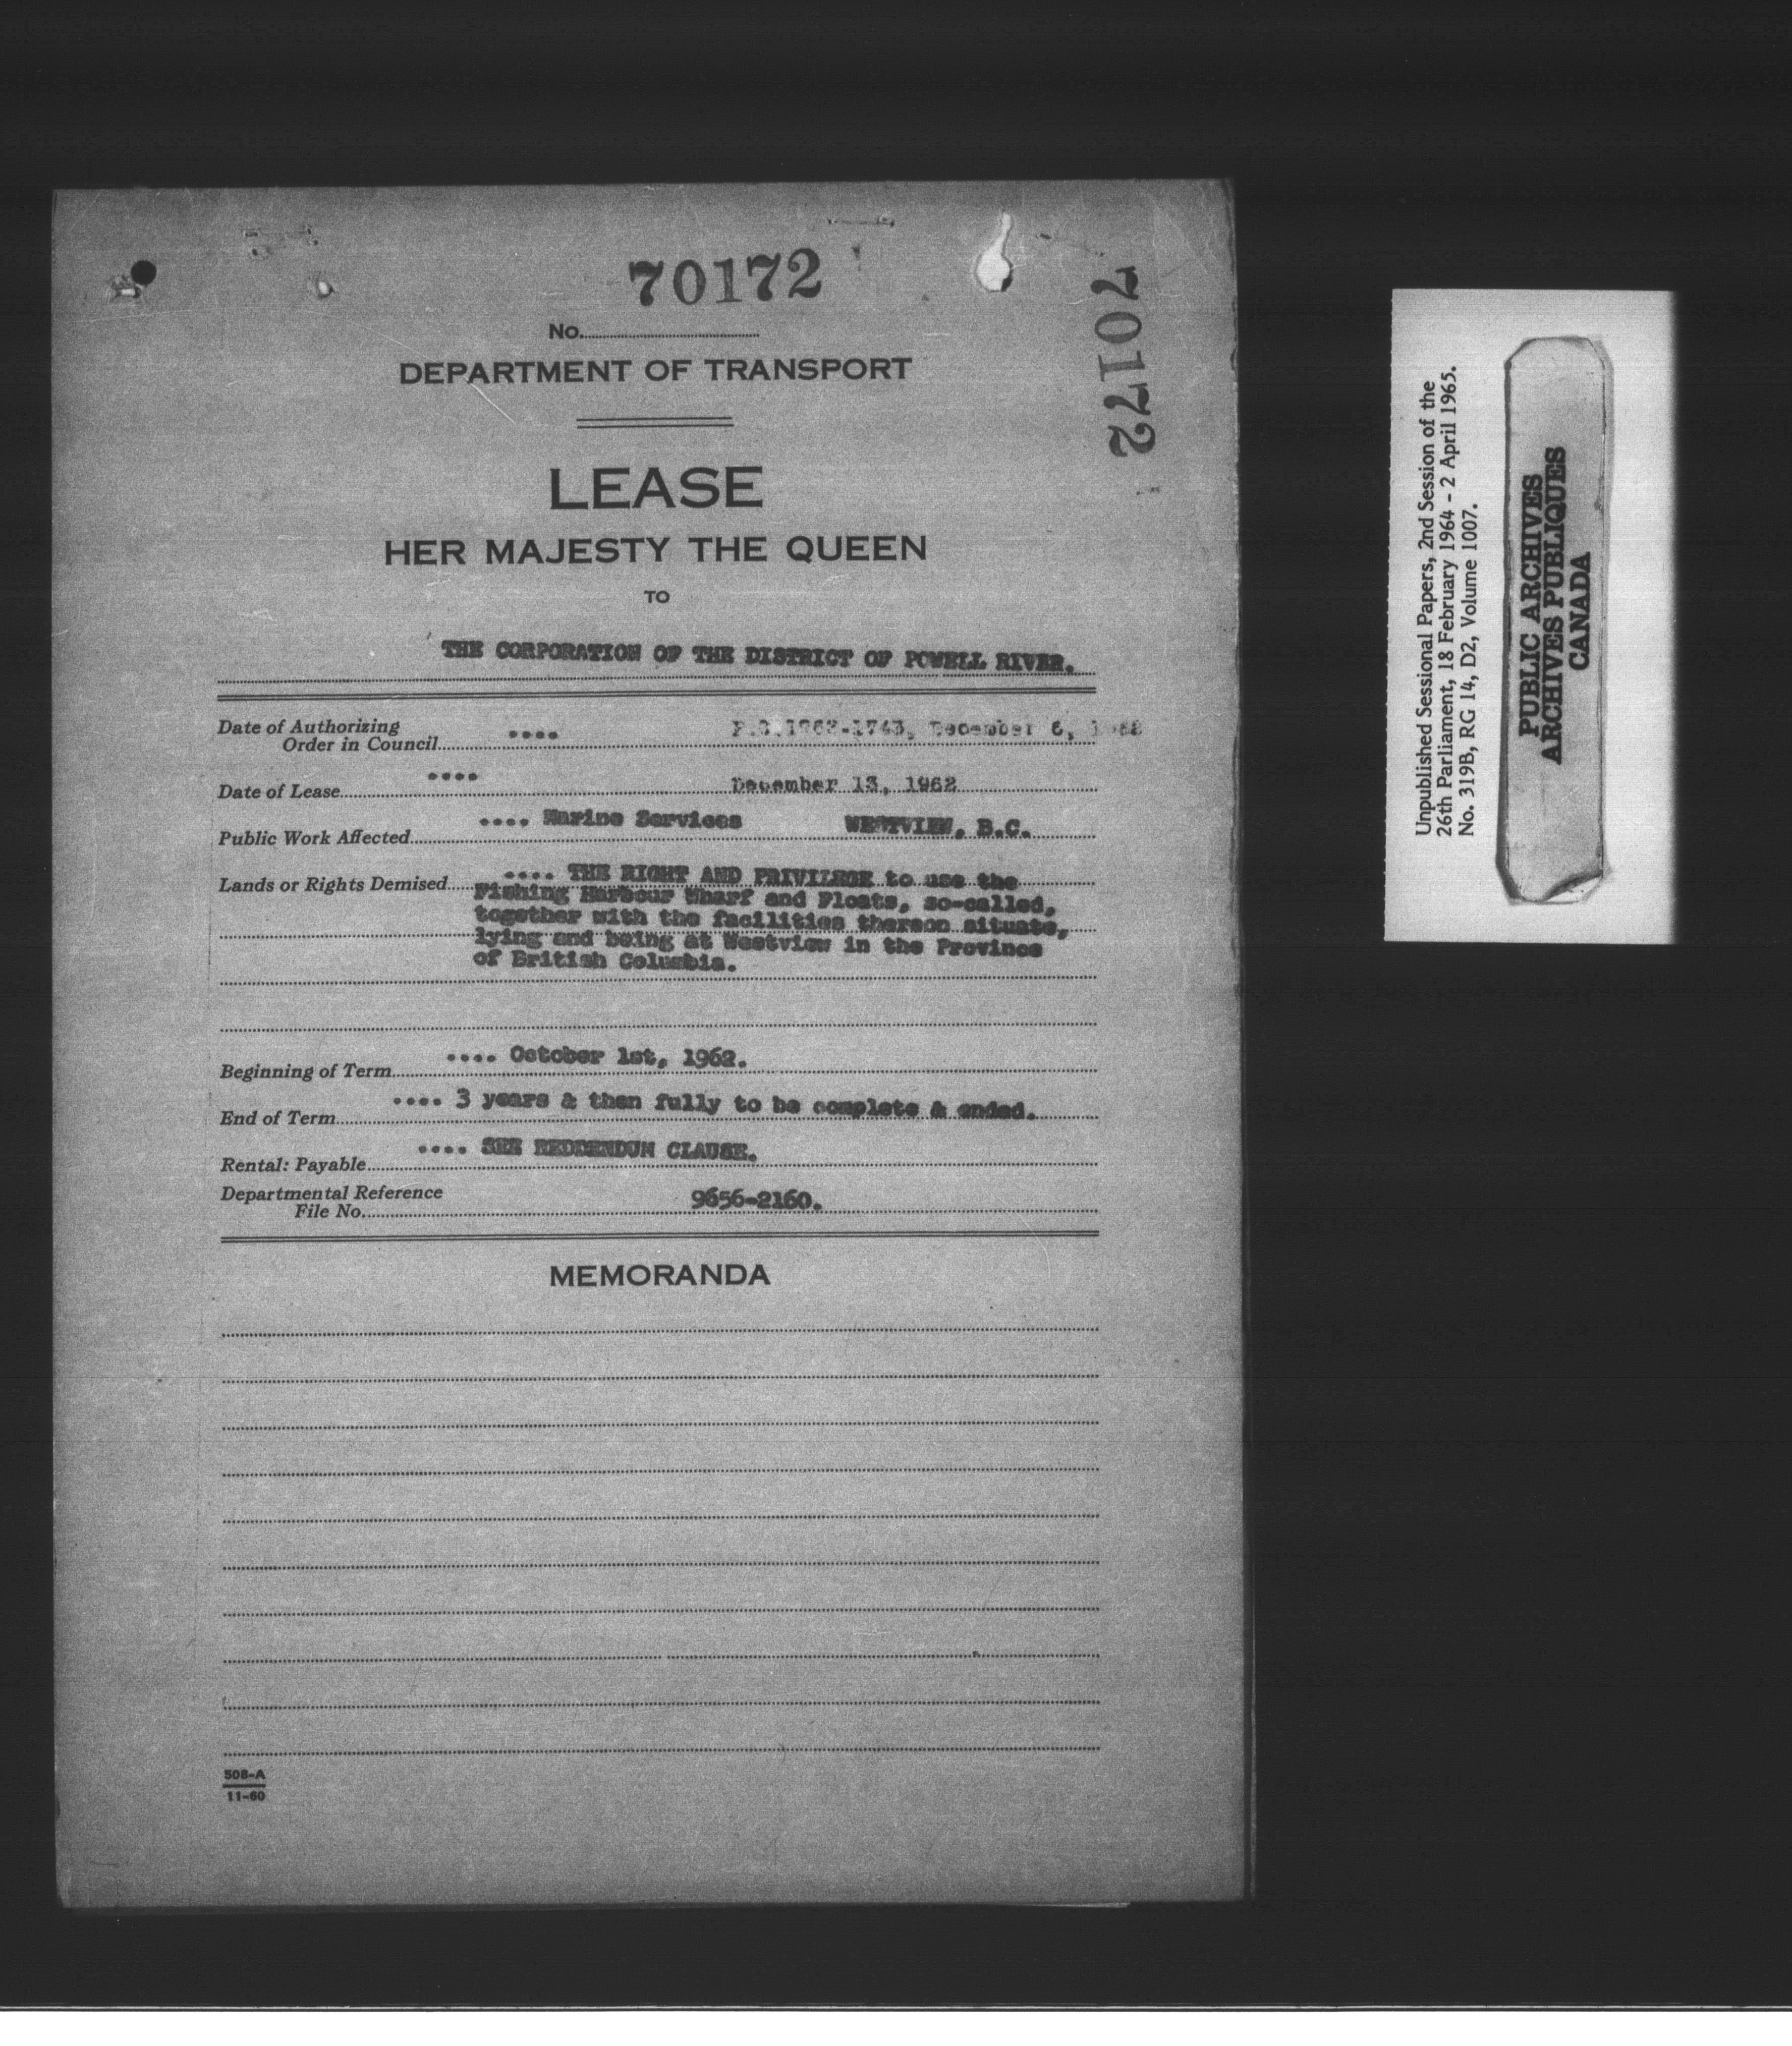 70172
No.
DEPARTMENT OF TRANSPORT
LEASE
HER MAJESTY THE QUEEN
TO
THE CORPORATION OF THE DISTRICT OF POWELL RIVER.
Date of Authorizing
Order in Council .... P.C.1962-1743, December 6, 1962
Date of Lease .... December 13, 1962
Public Work Affected .... Marine Services WESTVIEW, B.C.
Lands or Rights Demised .... THE RIGHT AND PRIVILEGE to use the
Fishing Harbour Wharf and Floats, so-called,
together with the facilities thereon situate,
lying and being at Westview in the Province
of British Columbia.
Beginning of Term .... October 1st, 1962.
End of Term .... 3 years & then fully to be complete & ended.
Rental: Payable .... SEE REDDENDUM CLAUSE.
Departmental Reference
File No. 9656-2160.
MEMORANDA
508-A
11-60
70172
Unpublished Sessional Papers, 2nd Session of the
26th Parliament, 18 February 1964 - 2 April 1965.
No. 319B, RG 14, D2, Volume 1007.
PUBLIC ARCHIVES
ARCHIVES PUBLIQUES
CANADA